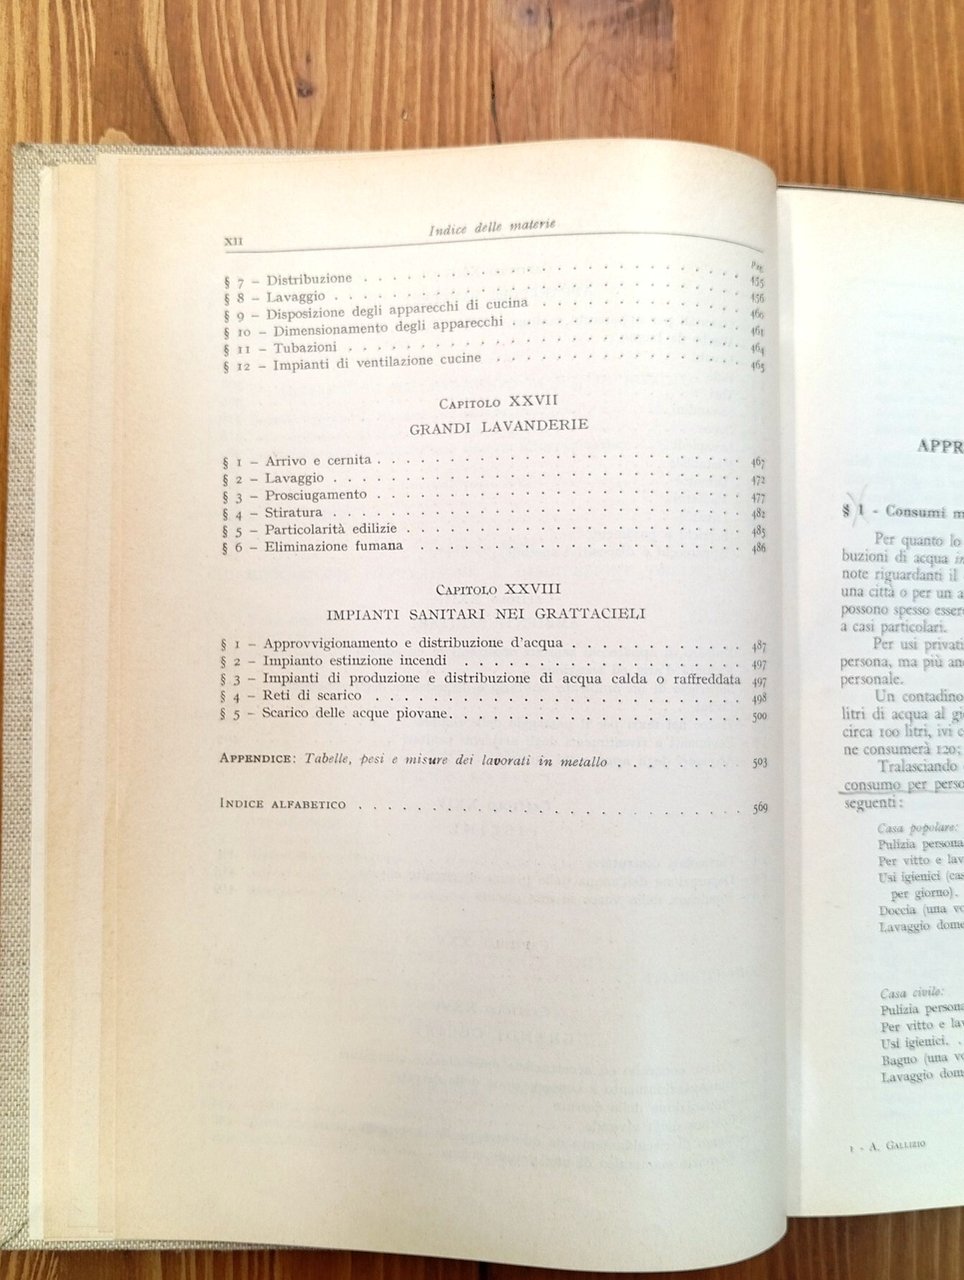 XII
Indice delle materie
Pag.
§ 7 – Distribuzione . . . . . . . . . . . . . . . . . . . . . 455
§ 8 – Lavaggio . . . . . . . . . . . . . . . . . . . . . . 456
§ 9 – Disposizione degli apparecchi di cucina . . . . . . . . . 460
§ 10 – Dimensionamento degli apparecchi . . . . . . . . . . . 461
§ 11 – Tubazioni . . . . . . . . . . . . . . . . . . . . . 464
§ 12 – Impianti di ventilazione cucine . . . . . . . . . . . . 465
Capitolo XXVII
GRANDI LAVANDERIE
§ 1 – Arrivo e cernita . . . . . . . . . . . . . . . . . . . 467
§ 2 – Lavaggio . . . . . . . . . . . . . . . . . . . . . . 472
§ 3 – Prosciugamento . . . . . . . . . . . . . . . . . . . 477
§ 4 – Stiratura . . . . . . . . . . . . . . . . . . . . . . 482
§ 5 – Particolarità edilizie . . . . . . . . . . . . . . . . . 485
§ 6 – Eliminazione fumana . . . . . . . . . . . . . . . . . 486
Capitolo XXVIII
IMPIANTI SANITARI NEI GRATTACIELI
§ 1 – Approvvigionamento e distribuzione d'acqua . . . . . . . . 487
§ 2 – Impianto estinzione incendi . . . . . . . . . . . . . . 497
§ 3 – Impianti di produzione e distribuzione di acqua calda o raffreddata 497
§ 4 – Reti di scarico . . . . . . . . . . . . . . . . . . . 498
§ 5 – Scarico delle acque piovane. . . . . . . . . . . . . . . 500
Appendice: Tabelle, pesi e misure dei lavorati in metallo . . . . . . . 503
Indice alfabetico . . . . . . . . . . . . . . . . . . . 569
APPR
§ 1 - Consumi m
Per quanto lo
buzioni di acqua in
note riguardanti il
una città o per un a
possono spesso esser
a casi particolari.
Per usi privati
persona, ma più an
personale.
Un contadino
litri di acqua al gi
circa 100 litri, ivi c
ne consumerà 120;
Tralasciando
consumo per perso
seguenti:
Casa popolare:
Pulizia persona
Per vitto e lav
Usi igienici (cas
per giorno).
Doccia (una vo
Lavaggio dome
Casa civile:
Pulizia persona
Per vitto e lav
Usi igienici. .
Bagno (una vo
Lavaggio dom
1 - A. Gallizio